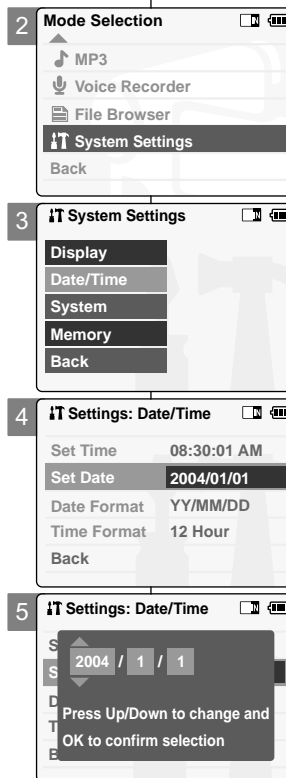 2
Mode Selection
N
MP3
Voice Recorder
File Browser
System Settings
Back
3
System Settings
N
Display
Date/Time
System
Memory
Back
4
Settings: Date/Time
N
Set Time 08:30:01 AM
Set Date 2004/01/01
Date Format YY/MM/DD
Time Format 12 Hour
Back
5
Settings: Date/Time
N
S
S
2004 / 1 / 1
D
Press Up/Down to change and
T
OK to confirm selection
B